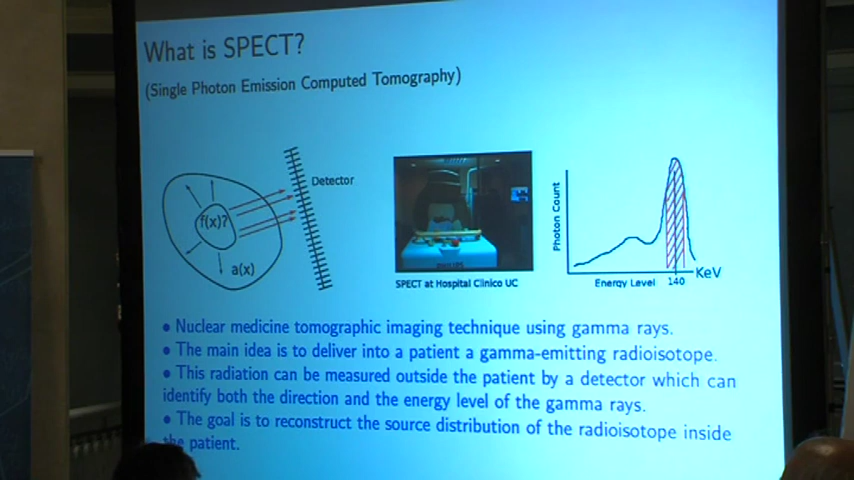 What is SPECT?
(Single Photon Emission Computed Tomography)
Detector
f(x)?
a(x)
SPECT at Hospital Clinico UC
Photon Count
Energy Level
140
KeV
• Nuclear medicine tomographic imaging technique using gamma rays.
• The main idea is to deliver into a patient a gamma-emitting radioisotope.
• This radiation can be measured outside the patient by a detector which can
identify both the direction and the energy level of the gamma rays.
• The goal is to reconstruct the source distribution of the radioisotope inside
the patient.